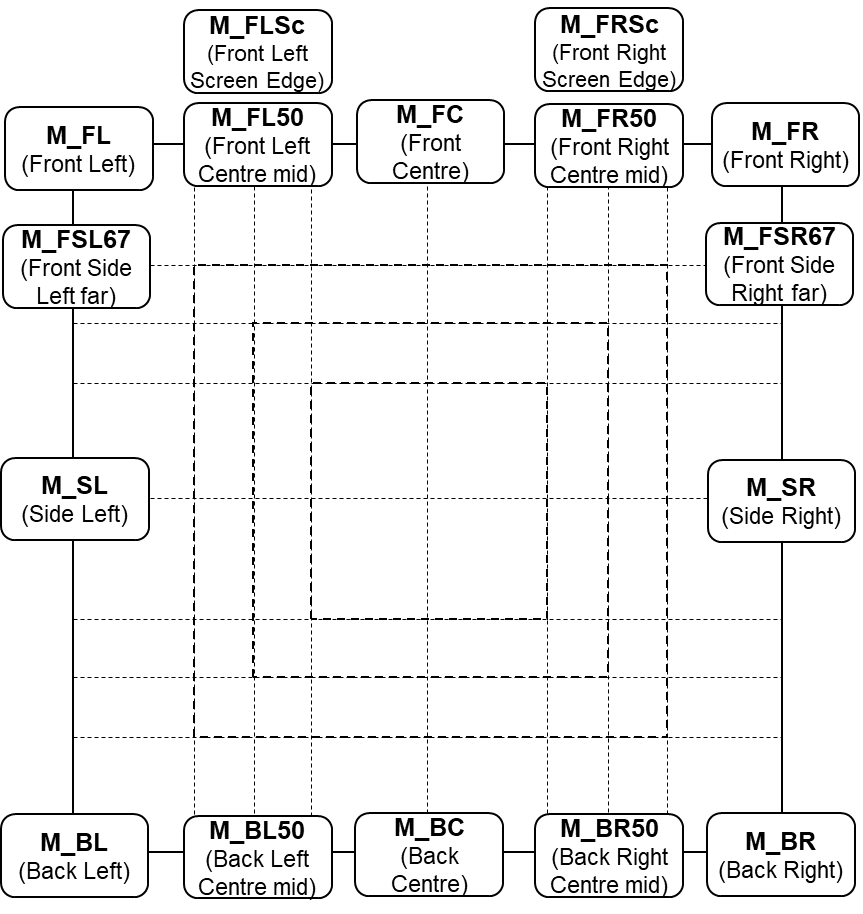 M_FLSc
(Front Left
Screen Edge)
M_FRSc
(Front Right
Screen Edge)
M_FL
(Front Left)
M_FL50
(Front Left
Centre mid)
M_FC
(Front
Centre)
M_FR50
(Front Right
Centre mid)
M_FR
(Front Right)
M_FSL67
(Front Side
Left far)
M_FSR67
(Front Side
Right far)
M_SL
(Side Left)
M_SR
(Side Right)
M_BL
(Back Left)
M_BL50
(Back Left
Centre mid)
M_BC
(Back
Centre)
M_BR50
(Back Right
Centre mid)
M_BR
(Back Right)